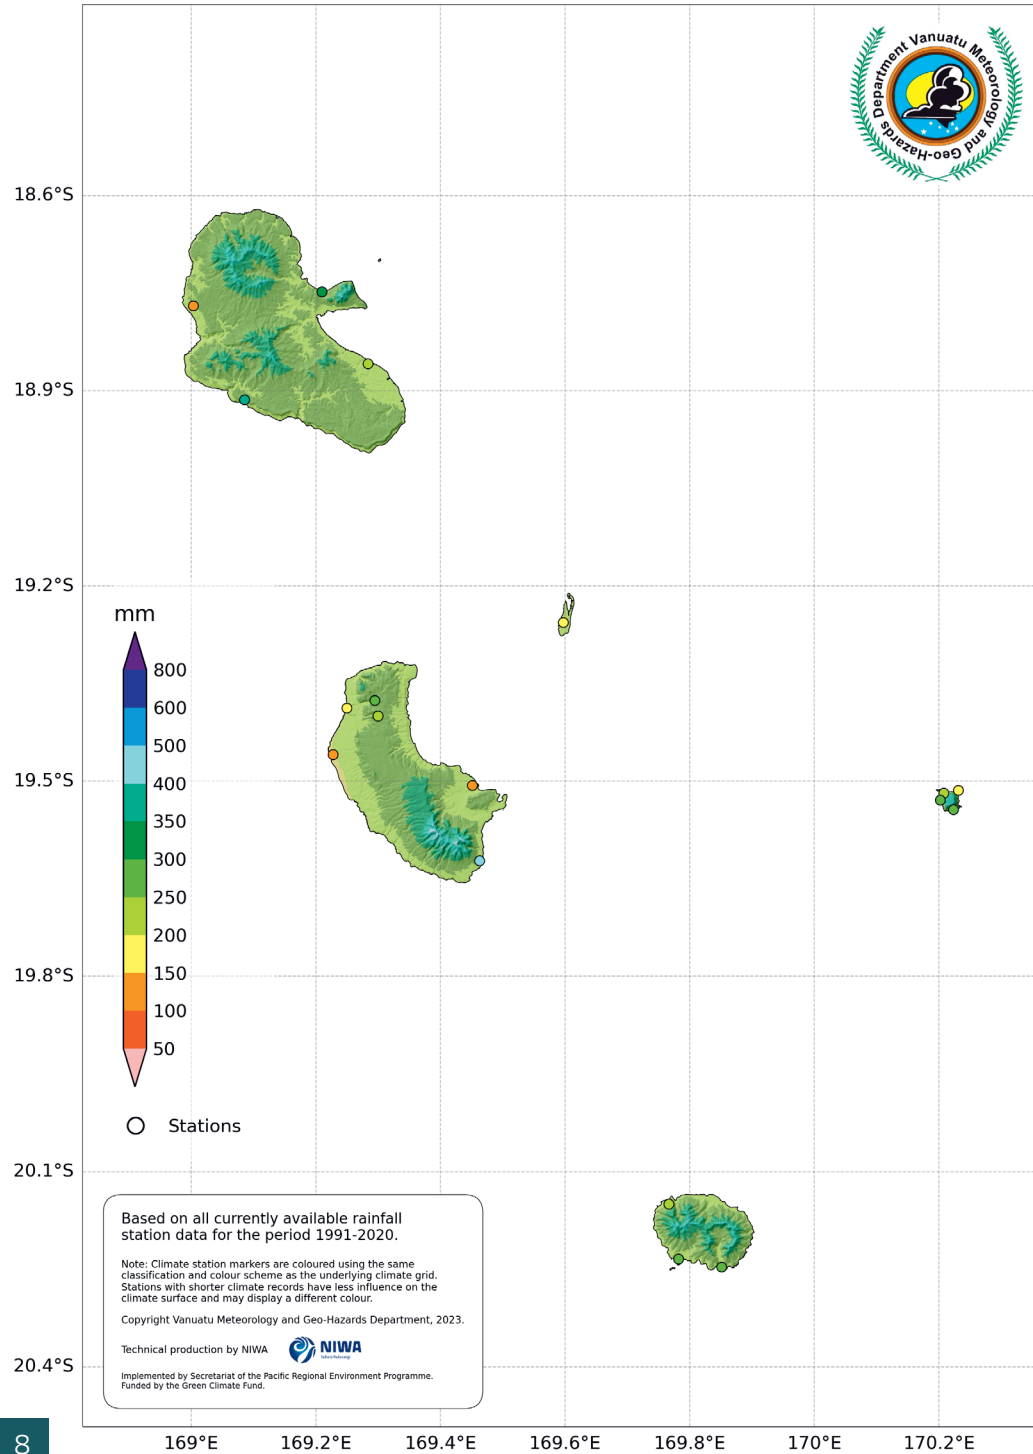 Vanuatu Meteorology and Geo-Hazards Department
18.6°S
18.9°S
19.2°S
mm
800
600
500
400
350
300
250
200
150
100
50
19.5°S
19.8°S
Stations
20.1°S
Based on all currently available rainfall
station data for the period 1991-2020.
Note: Climate station markers are coloured using the same
classification and colour scheme as the underlying climate grid.
Stations with shorter climate records have less influence on the
climate surface and may display a different colour.
Copyright Vanuatu Meteorology and Geo-Hazards Department, 2023.
Technical production by NIWA
NIWA
Implemented by Secretariat of the Pacific Regional Environment Programme.
Funded by the Green Climate Fund.
20.4°S
169°E
169.2°E
169.4°E
169.6°E
169.8°E
170°E
170.2°E
8